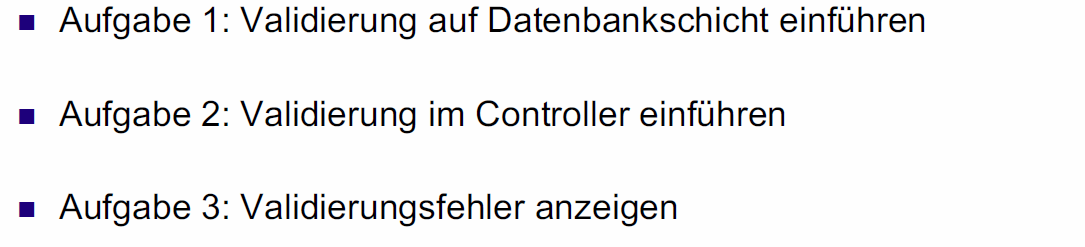 Aufgabe 1: Validierung auf Datenbankschicht einführen
Aufgabe 2: Validierung im Controller einführen
Aufgabe 3: Validierungsfehler anzeigen